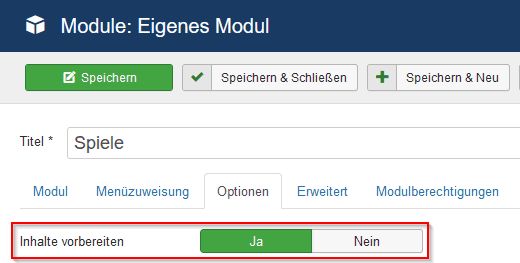 Module: Eigenes Modul
Speichern Speichern & Schließen Speichern & Neu
Titel * Spiele
Modul Menüzuweisung Optionen Erweitert Modulberechtigungen
Inhalte vorbereiten Ja Nein